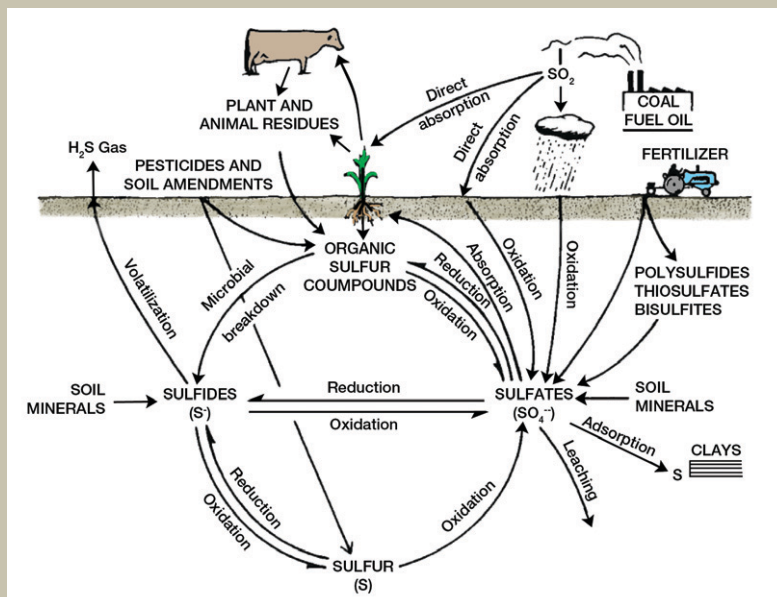 SO2
COAL
FUEL OIL
Direct
absorption
Direct
absorption
PLANT AND
ANIMAL RESIDUES
H2S Gas
PESTICIDES AND
SOIL AMENDMENTS
FERTILIZER
ORGANIC
SULFUR
COUMPOUNDS
Absorption
Reduction
Oxidation
Oxidation
Oxidation
POLYSULFIDES
THIOSULFATES
BISULFITES
Volatilization
Microbial
breakdown
SOIL
MINERALS
SULFIDES
(S-)
Reduction
Oxidation
SULFATES
(SO4--)
SOIL
MINERALS
Adsorption
S
CLAYS
Leaching
Reduction
Oxidation
Oxidation
SULFUR
(S)